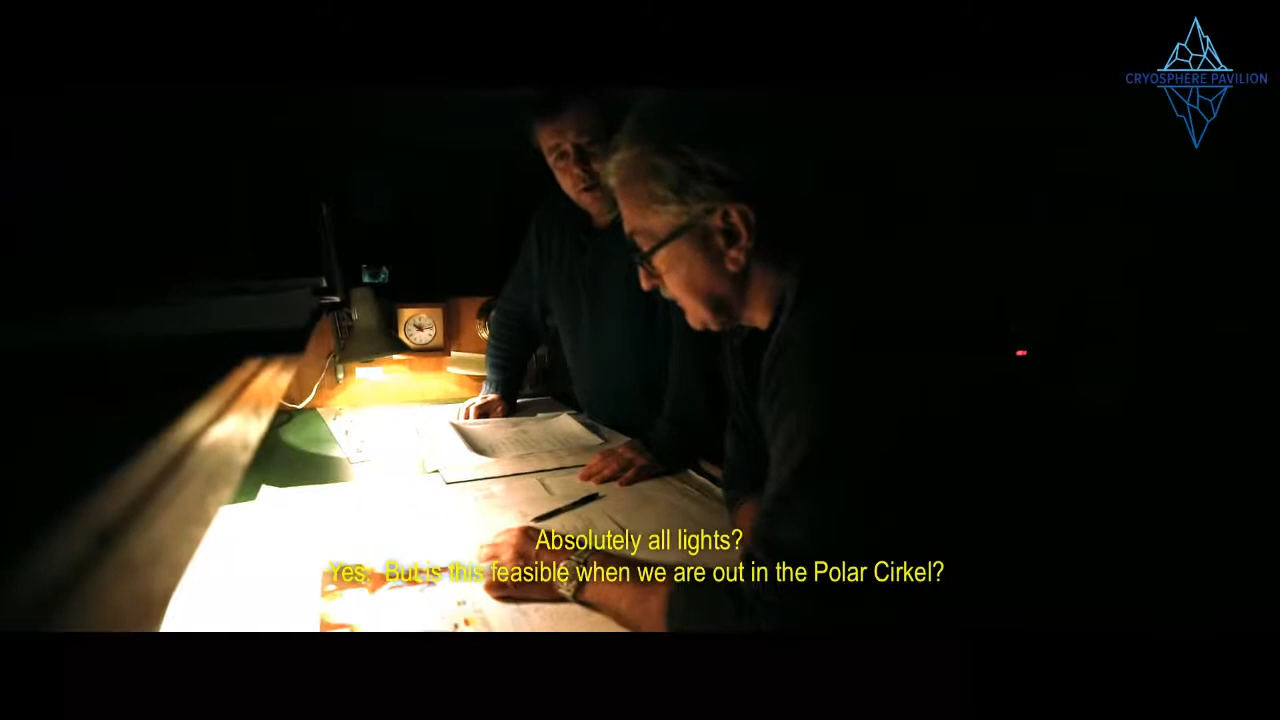 CRYOSPHERE PAVILION
Absolutely all lights?
Yes. But is this feasible when we are out in the Polar Cirkel?